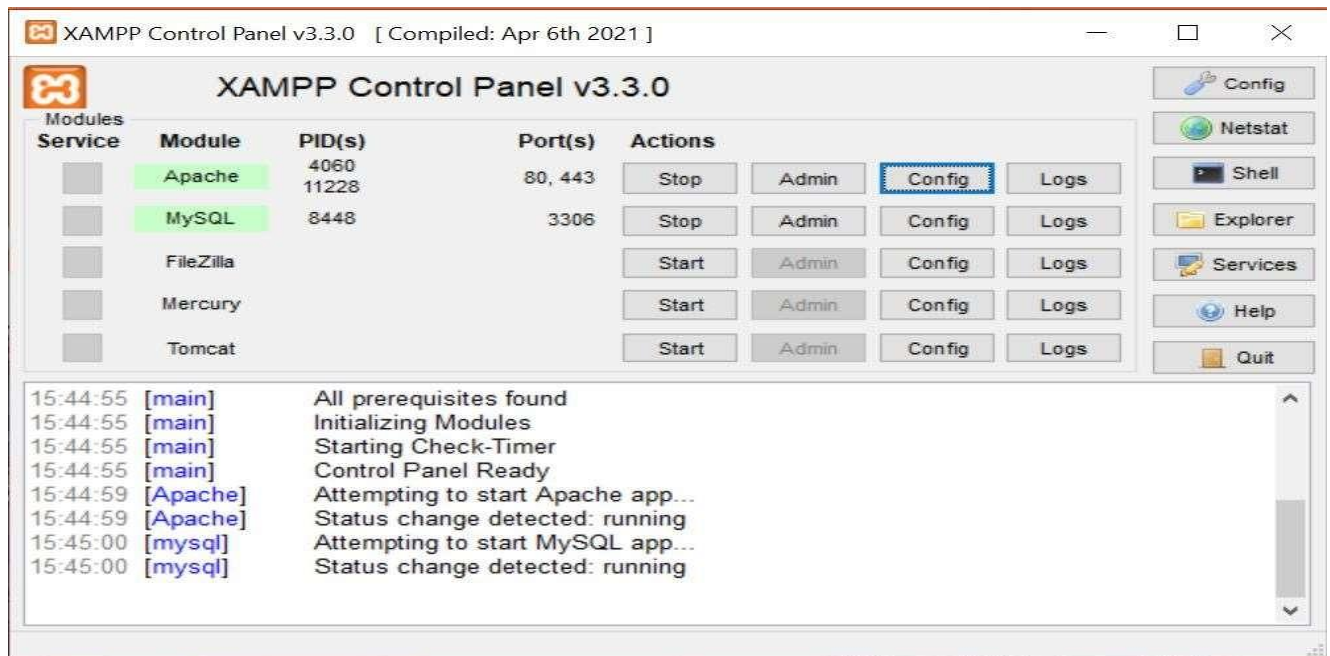 XAMPP Control Panel v3.3.0 [ Compiled: Apr 6th 2021 ]
XAMPP Control Panel v3.3.0
Config
Modules
Service Module PID(s) Port(s) Actions
Netstat
Apache 4060 11228 80, 443 Stop Admin Config Logs
Shell
MySQL 8448 3306 Stop Admin Config Logs
Explorer
FileZilla Start Admin Config Logs
Services
Mercury Start Admin Config Logs
Help
Tomcat Start Admin Config Logs
Quit
15:44:55 [main] All prerequisites found
15:44:55 [main] Initializing Modules
15:44:55 [main] Starting Check-Timer
15:44:55 [main] Control Panel Ready
15:44:59 [Apache] Attempting to start Apache app...
15:44:59 [Apache] Status change detected: running
15:45:00 [mysql] Attempting to start MySQL app...
15:45:00 [mysql] Status change detected: running